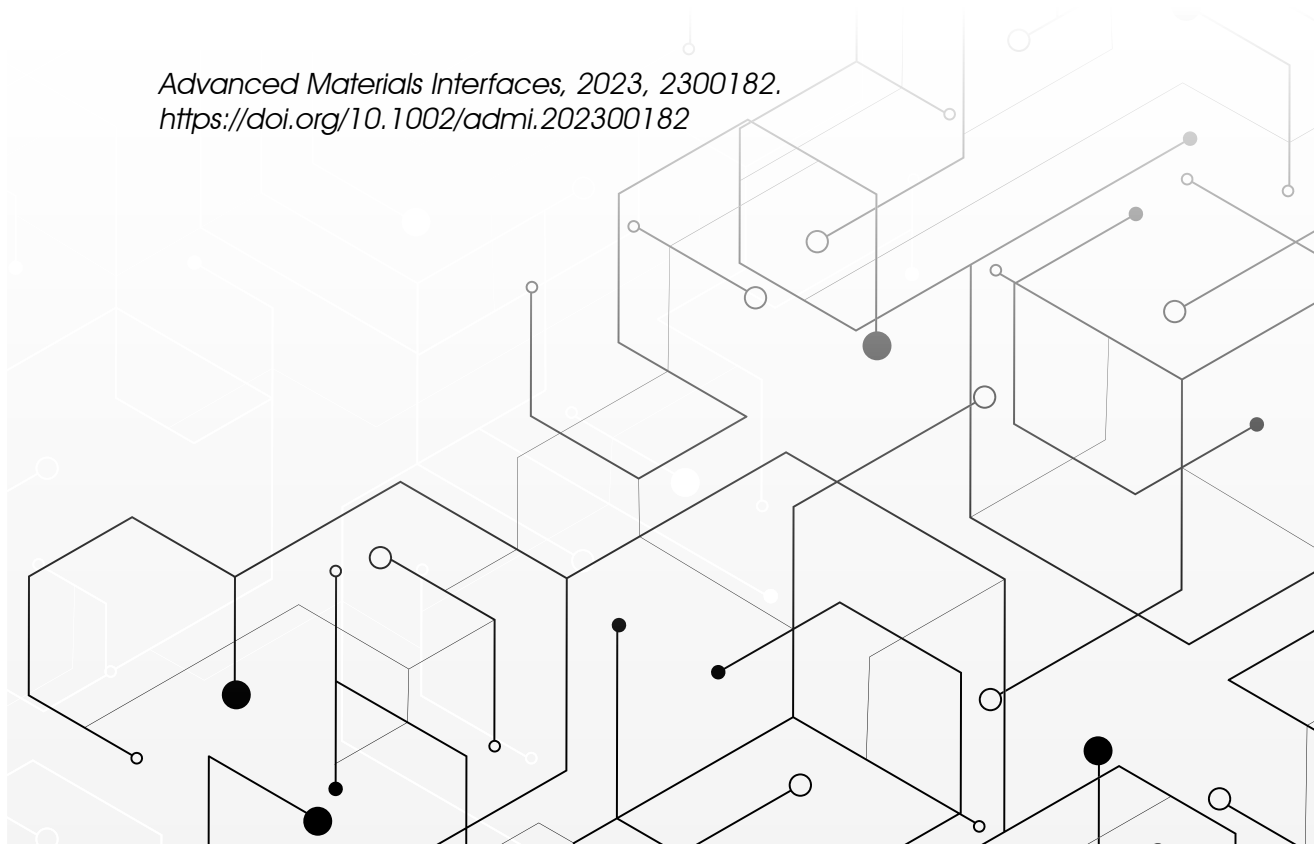 Advanced Materials Interfaces, 2023, 2300182.
https://doi.org/10.1002/admi.202300182